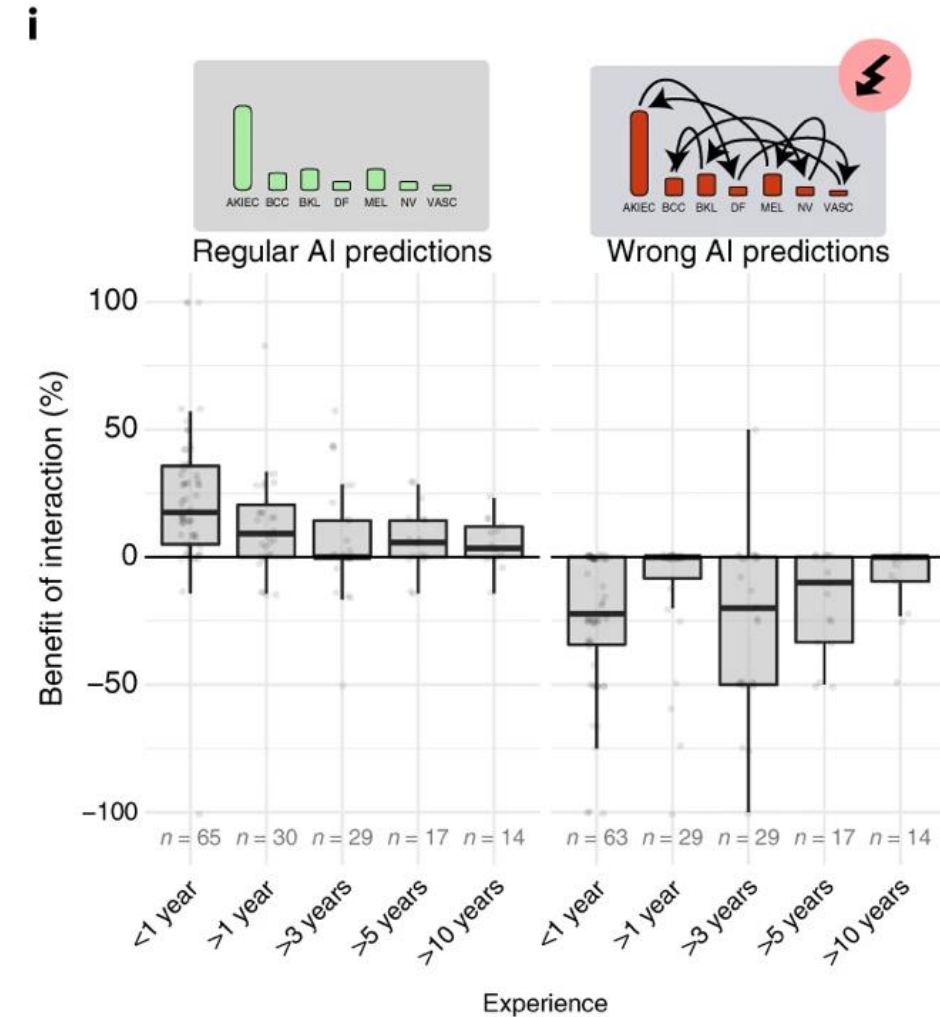 i
AKIEC BCC BKL DF MEL NV VASC
Regular AI predictions
AKIEC BCC BKL DF MEL NV VASC
Wrong AI predictions
Benefit of interaction (%)
100
50
0
−50
−100
n = 65 n = 30 n = 29 n = 17 n = 14
n = 63 n = 29 n = 29 n = 17 n = 14
<1 year >1 year >3 years >5 years >10 years
<1 year >1 year >3 years >5 years >10 years
Experience